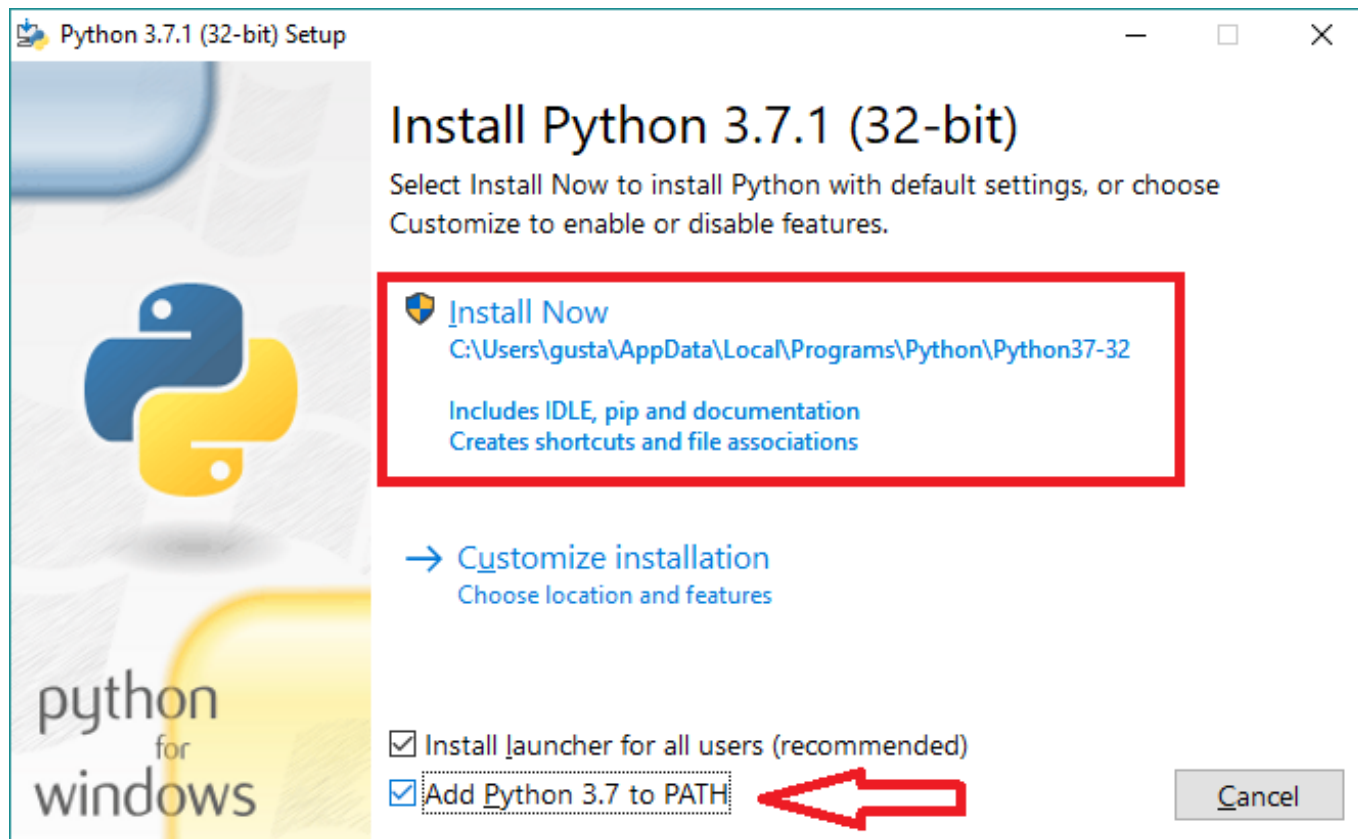 Python 3.7.1 (32-bit) Setup
Install Python 3.7.1 (32-bit)
Select Install Now to install Python with default settings, or choose
Customize to enable or disable features.
Install Now
C:\Users\gusta\AppData\Local\Programs\Python\Python37-32
Includes IDLE, pip and documentation
Creates shortcuts and file associations
Customize installation
Choose location and features
python
for
windows
Install launcher for all users (recommended)
Add Python 3.7 to PATH
Cancel